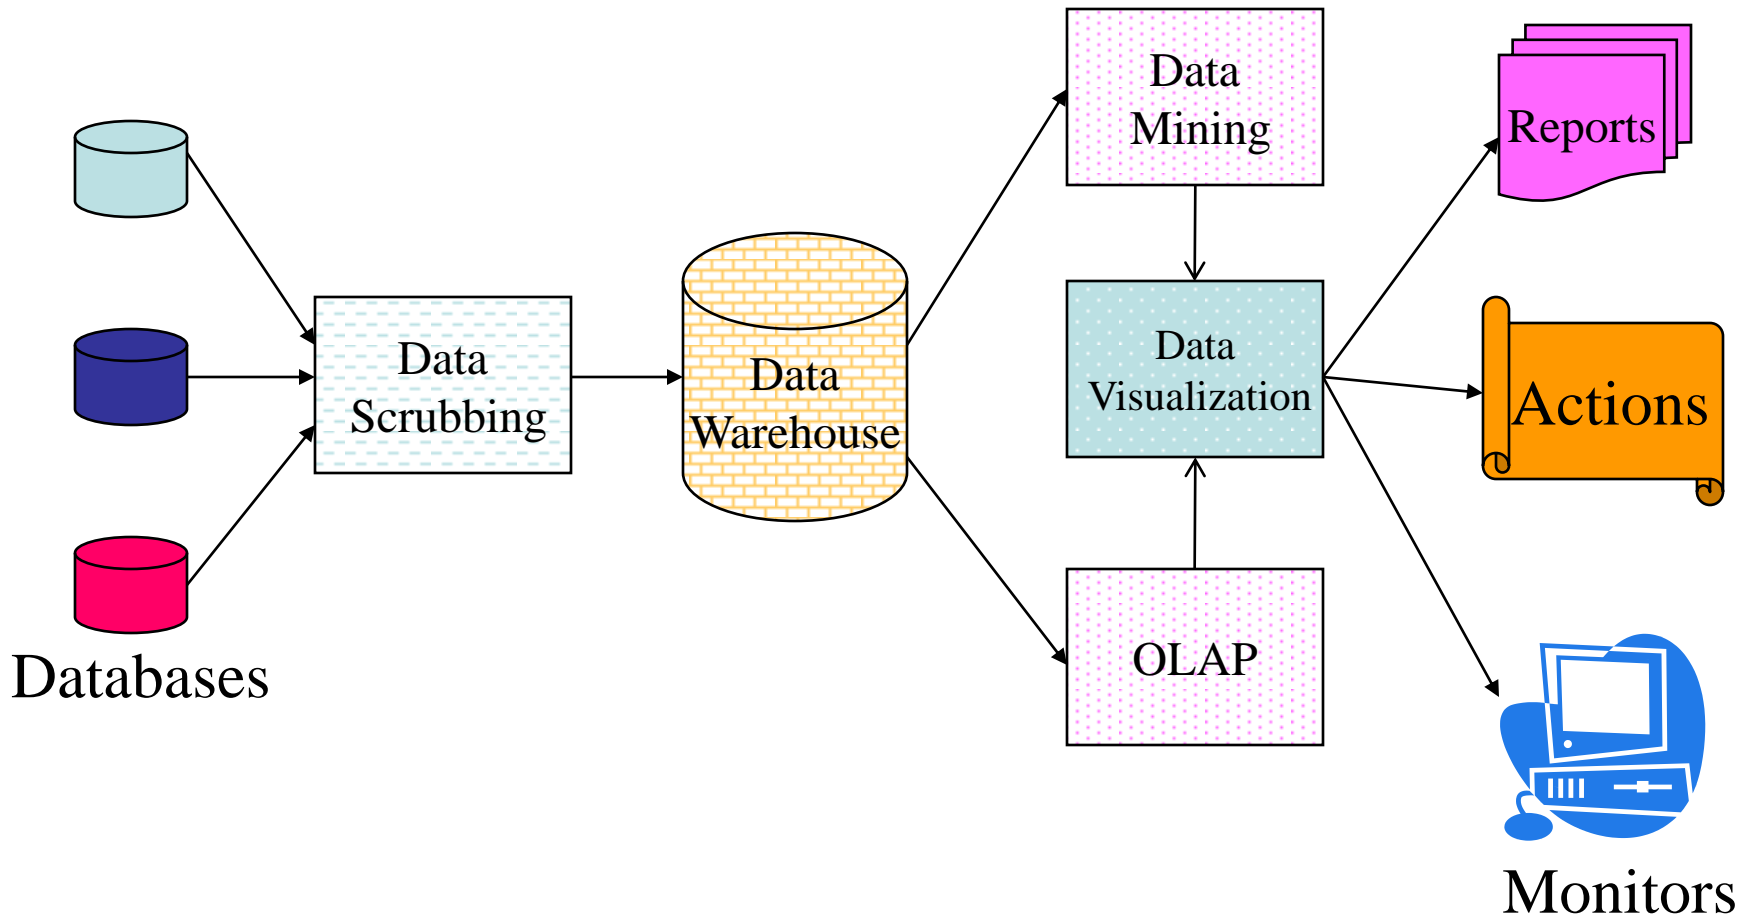 Databases
Data
Scrubbing
Data
Warehouse
Data
Mining
Data
Visualization
OLAP
Reports
Actions
Monitors